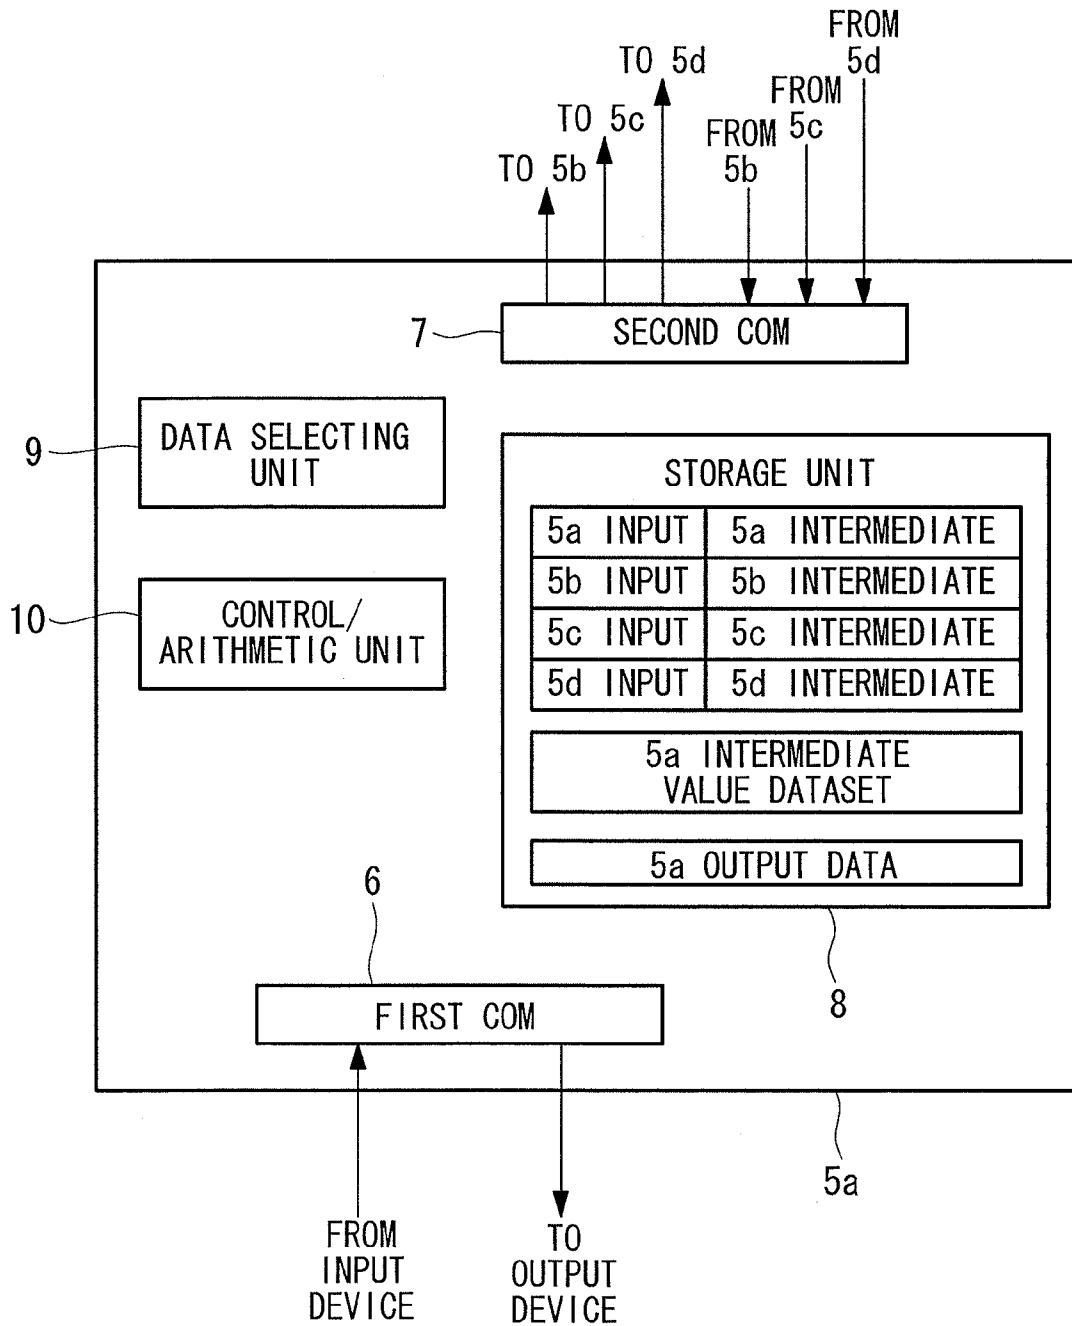 FROM
5d
TO 5d
FROM
5c
TO 5c
FROM
5b
TO 5b
7
SECOND COM
9
DATA SELECTING
UNIT
STORAGE UNIT
5a INPUT 5a INTERMEDIATE
5b INPUT 5b INTERMEDIATE
5c INPUT 5c INTERMEDIATE
5d INPUT 5d INTERMEDIATE
10
CONTROL/
ARITHMETIC UNIT
5a INTERMEDIATE
VALUE DATASET
5a OUTPUT DATA
6
8
FIRST COM
5a
FROM
INPUT
DEVICE
TO
OUTPUT
DEVICE